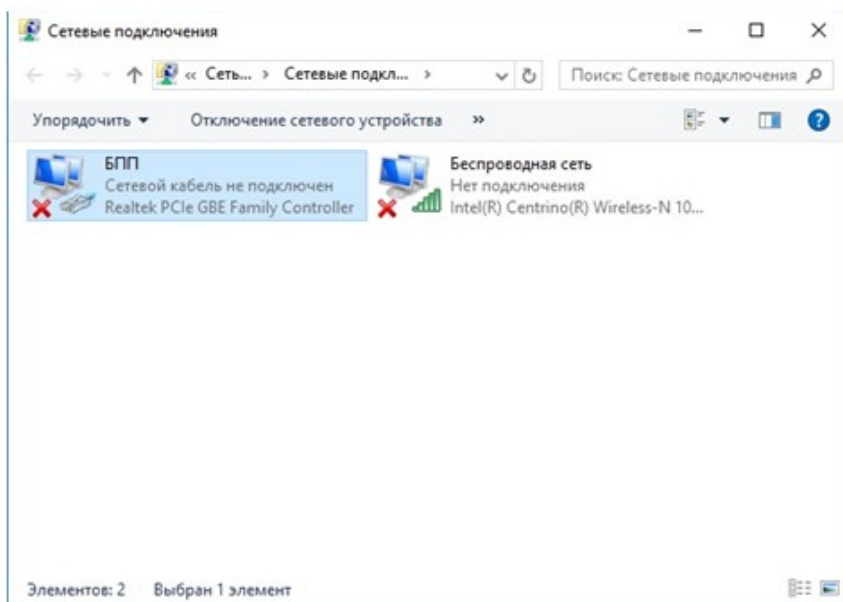 Сетевые подключения
« Сеть... › Сетевые подкл... ›
Поиск: Сетевые подключения
Упорядочить Отключение сетевого устройства »
БПП
Сетевой кабель не подключен
Realtek PCIe GBE Family Controller
Беспроводная сеть
Нет подключения
Intel(R) Centrino(R) Wireless-N 10...
Элементов: 2 Выбран 1 элемент